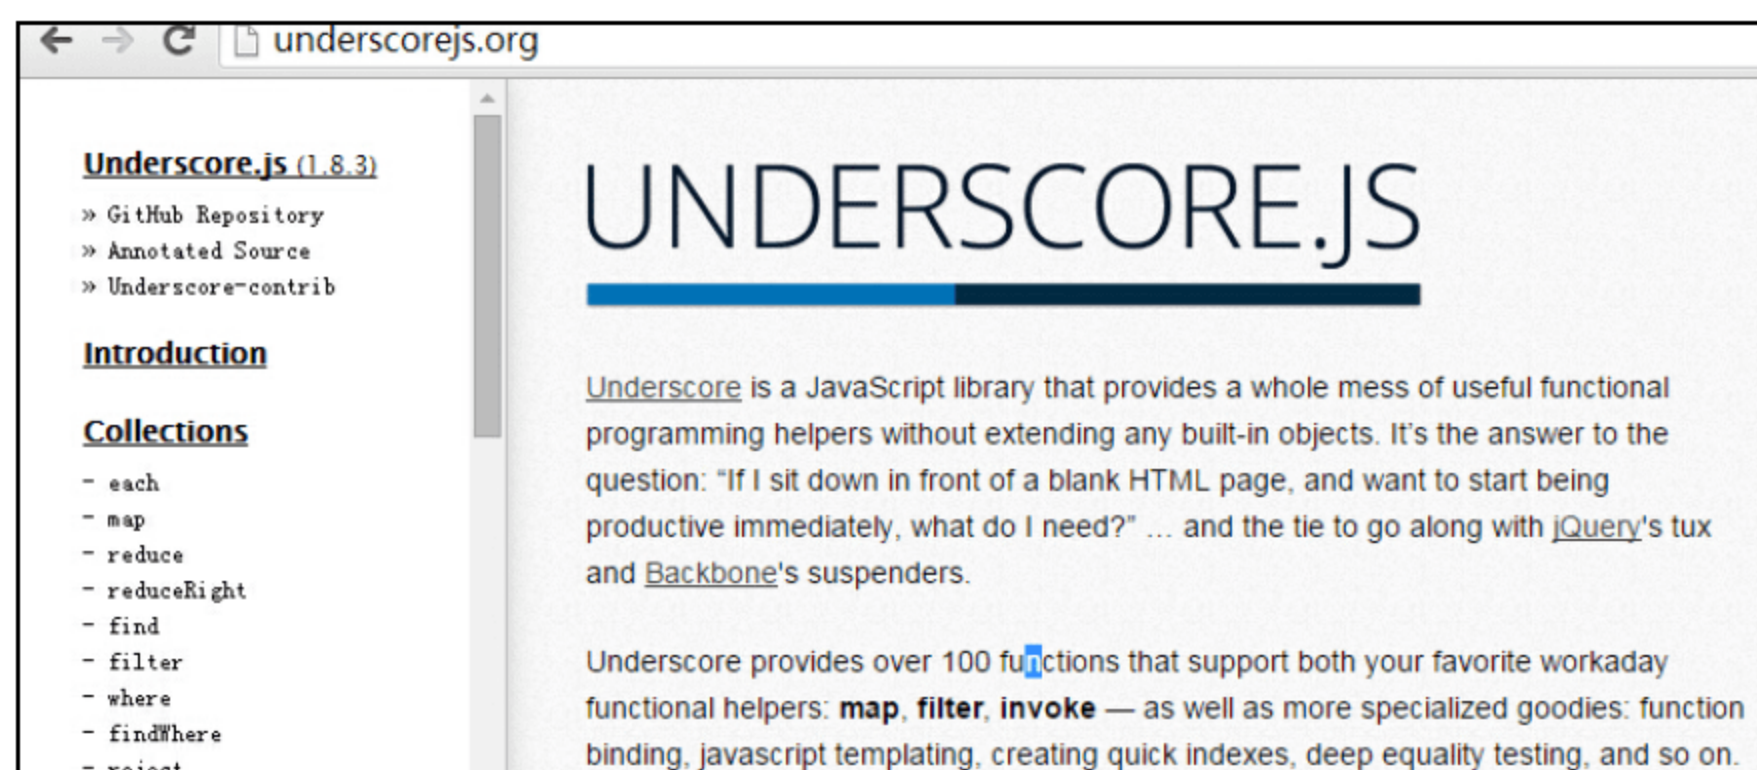 underscorejs.org
Underscore.js (1.8.3)
» GitHub Repository
» Annotated Source
» Underscore-contrib
Introduction
Collections
- each
- map
- reduce
- reduceRight
- find
- filter
- where
- findWhere
- reject
UNDERSCORE.JS
Underscore is a JavaScript library that provides a whole mess of useful functional
programming helpers without extending any built-in objects. It’s the answer to the
question: “If I sit down in front of a blank HTML page, and want to start being
productive immediately, what do I need?” … and the tie to go along with jQuery's tux
and Backbone's suspenders.
Underscore provides over 100 functions that support both your favorite workaday
functional helpers: map, filter, invoke — as well as more specialized goodies: function
binding, javascript templating, creating quick indexes, deep equality testing, and so on.